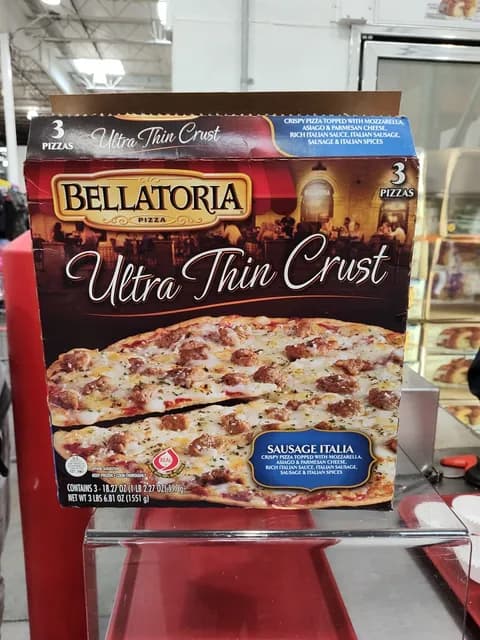 3
PIZZAS
Ultra Thin Crust
CRISPY PIZZA TOPPED WITH MOZZARELLA,
ASIAGO & PARMESAN CHEESE,
RICH ITALIAN SAUCE, ITALIAN SAUSAGE,
SAUSAGE & ITALIAN SPICES
3
PIZZAS
BELLATORIA
PIZZA
Ultra Thin Crust
SAUSAGE ITALIA
CRISPY PIZZA TOPPED WITH MOZZARELLA,
ASIAGO & PARMESAN CHEESE,
RICH ITALIAN SAUCE, ITALIAN SAUSAGE,
SAUSAGE & ITALIAN SPICES
KEEP FROZEN
CONTAINS 3 - 18.27 OZ (1 LB 2.27 OZ)
NET WT 3 LBS 6.81 OZ (1551 g)